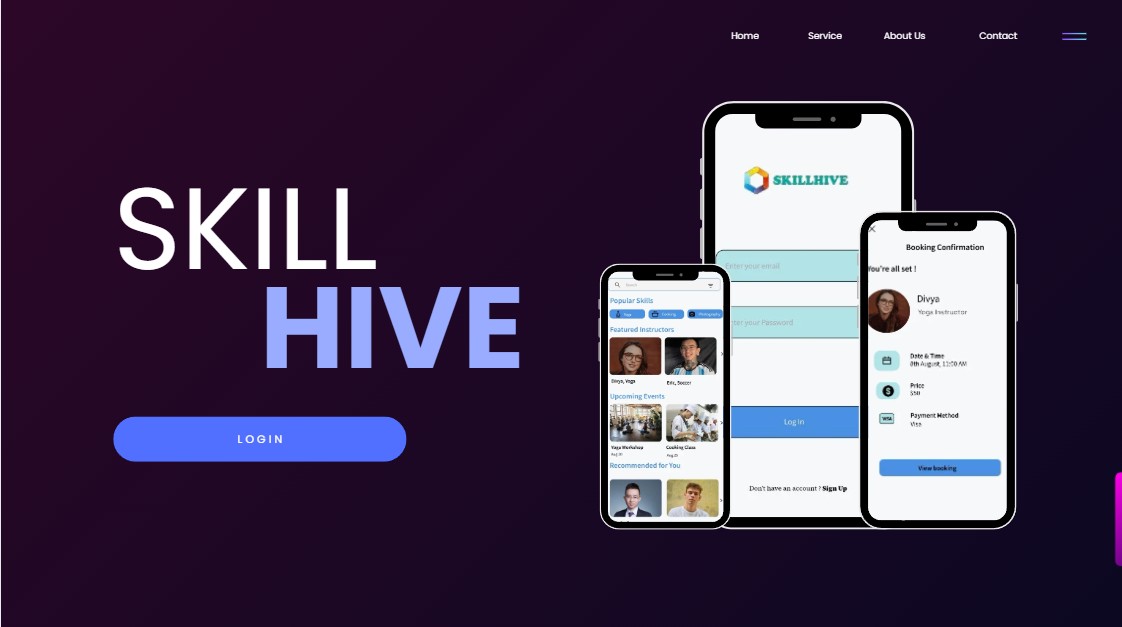 Home Service About Us Contact
SKILL
HIVE
LOGIN
SKILLHIVE
Enter your email
Enter your Password
Log In
Don't have an account ? Sign Up
Search
Popular Skills
Yoga Cooking Photography
Featured Instructors
Divya, Yoga Eric, Soccer
Upcoming Events
Yoga Workshop Cooking Class
Aug 20 Aug 20
Recommended for You
Booking Confirmation
You're all set !
Divya
Yoga Instructor
Date & Time
8th August, 11:00 AM
Price
$50
Payment Method
VISA
Visa
View booking